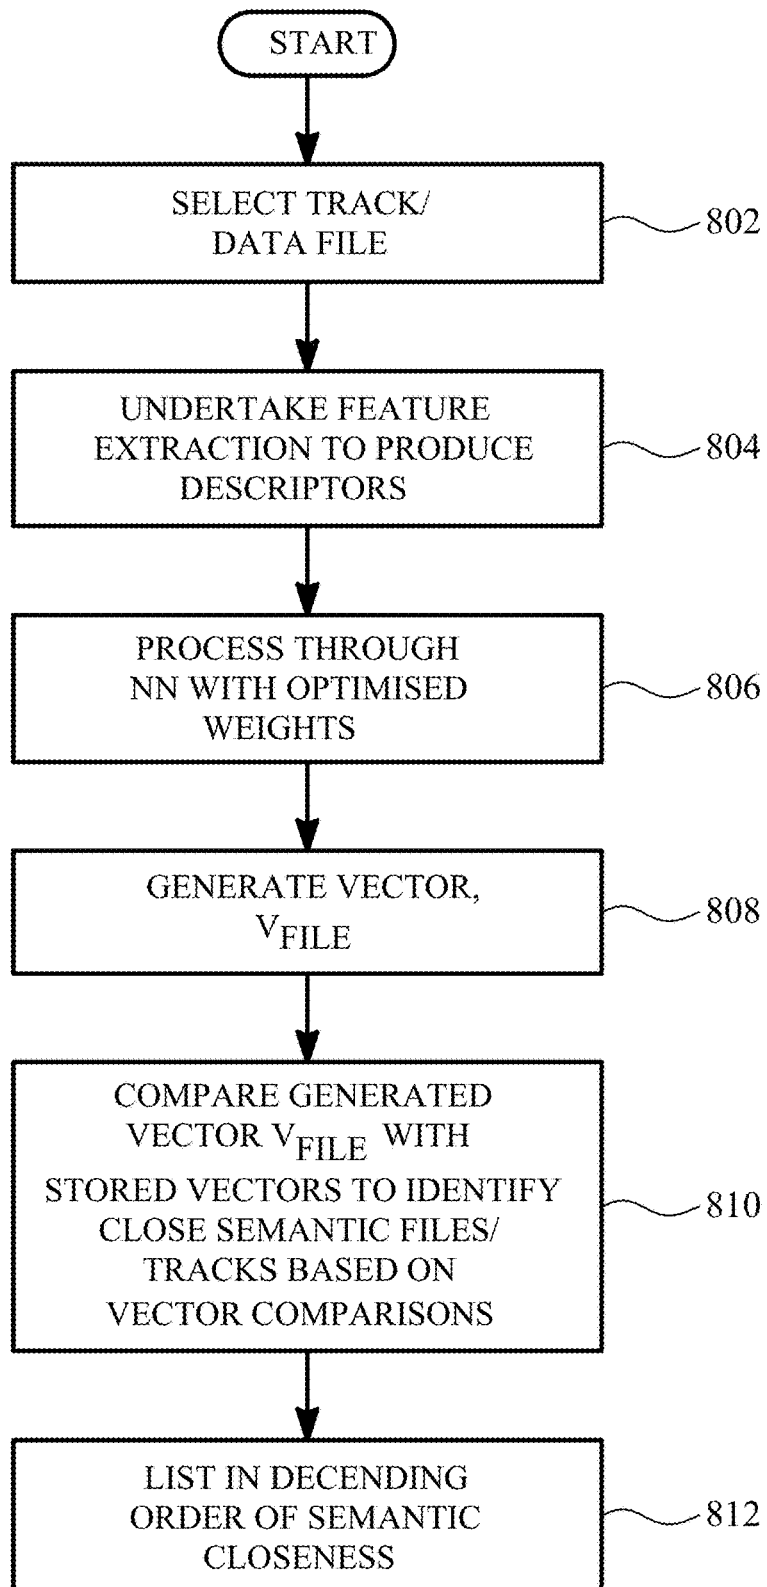 START
SELECT TRACK/
DATA FILE
802
UNDERTAKE FEATURE
EXTRACTION TO PRODUCE
DESCRIPTORS
804
PROCESS THROUGH
NN WITH OPTIMISED
WEIGHTS
806
GENERATE VECTOR,
VFILE
808
COMPARE GENERATED
VECTOR VFILE WITH
STORED VECTORS TO IDENTIFY
CLOSE SEMANTIC FILES/
TRACKS BASED ON
VECTOR COMPARISONS
810
LIST IN DECENDING
ORDER OF SEMANTIC
CLOSENESS
812